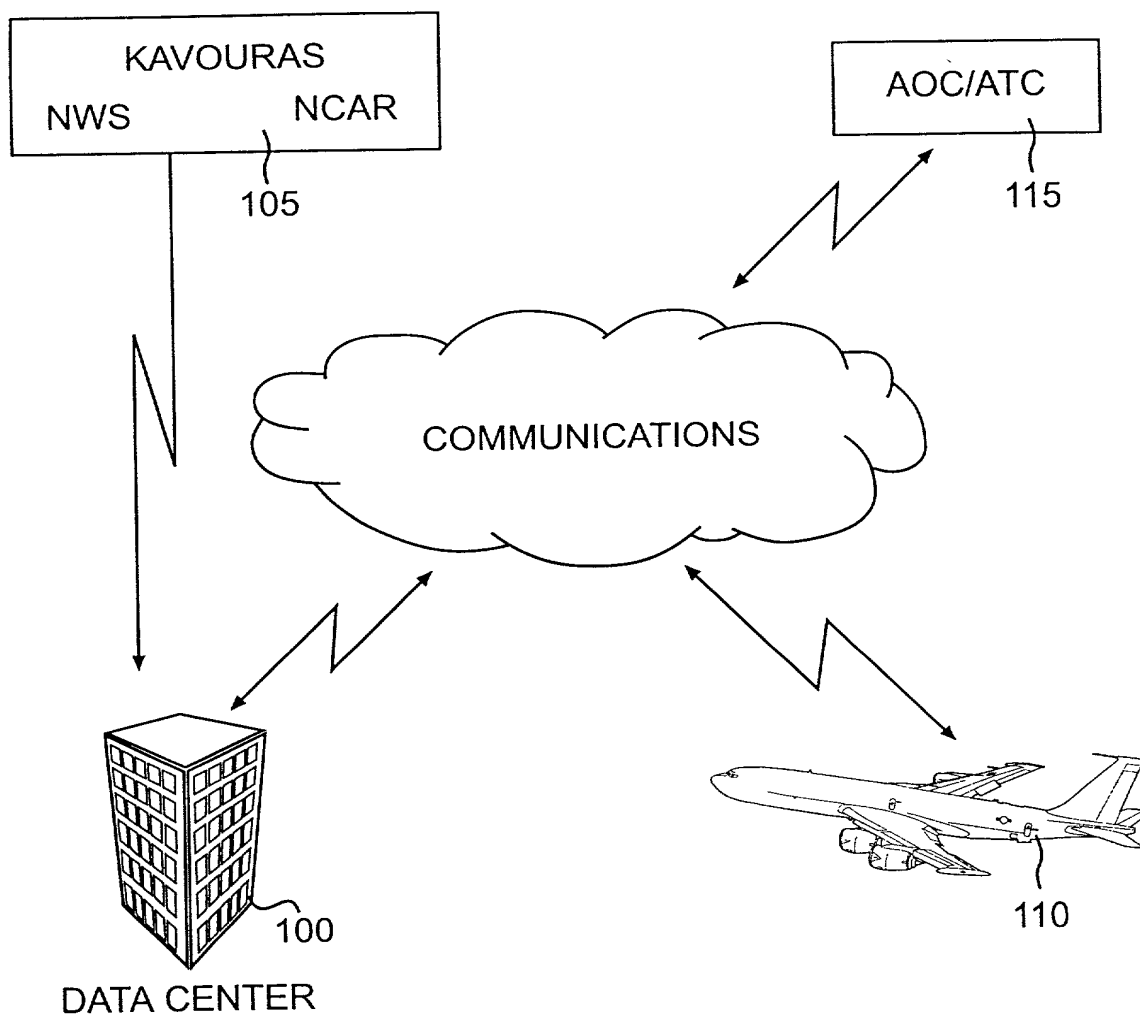 KAVOURAS
NWS NCAR
105
AOC/ATC
115
COMMUNICATIONS
100
DATA CENTER
110